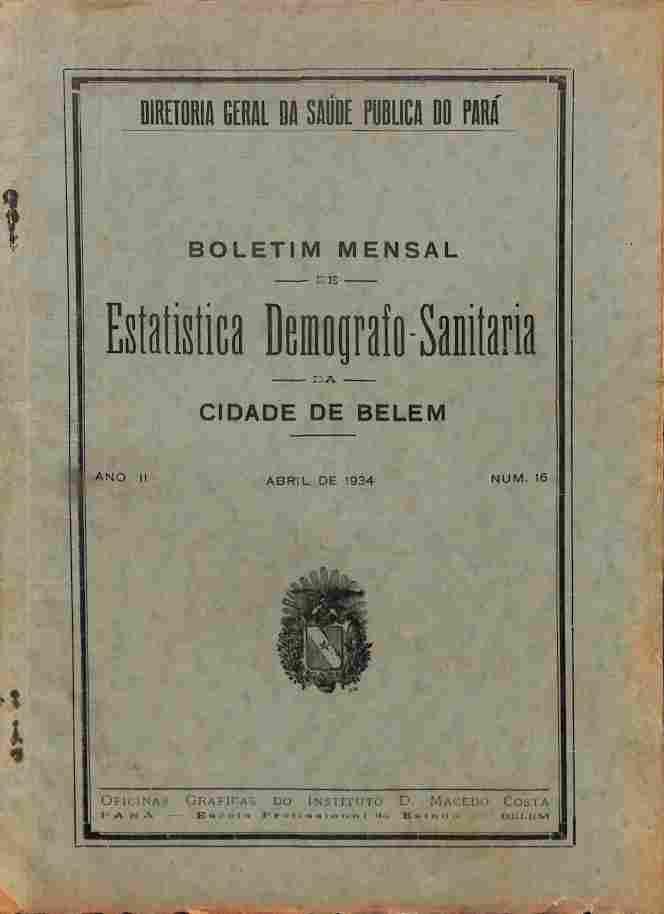 DIRETORIA GERAL DA SAÚDE PUBLICA DO PARÁ
BOLETIM MENSAL
DE
Estatistica Demografo-Sanitaria
DA
CIDADE DE BELEM
ANO II ABRIL DE 1934 NUM. 16
OFICINAS GRAFICAS DO INSTITUTO D. MACEDO COSTA
PARÁ — Escola Profissional do Estado — BELEM